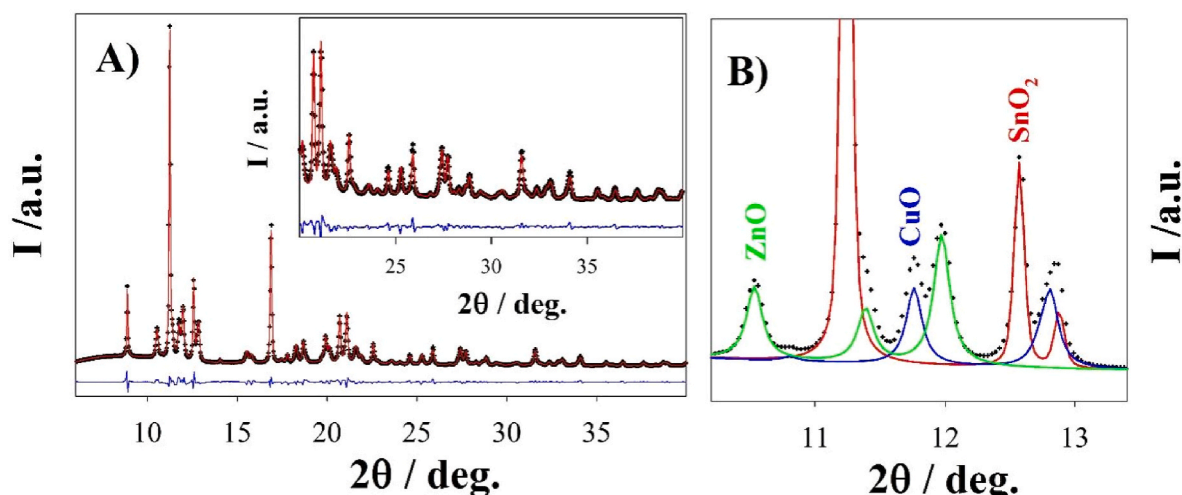 A)
I /a.u.
I / a.u.
25 30 35
2θ / deg.
10 15 20 25 30 35
2θ / deg.
B)
ZnO
CuO
SnO₂
I /a.u.
11 12 13
2θ / deg.